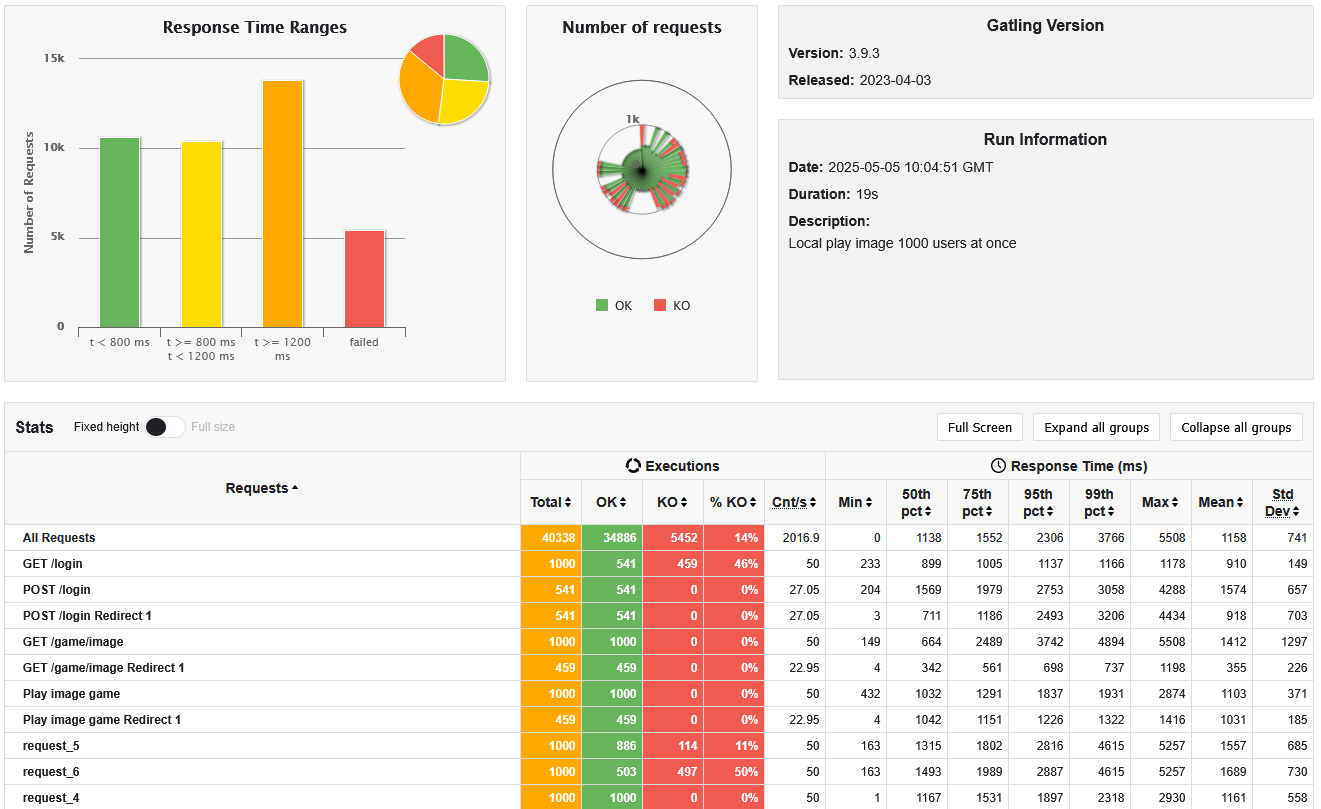 Response Time Ranges
Number of Requests
15k
10k
5k
0
t < 800 ms
t >= 800 ms
t < 1200 ms
t >= 1200
ms
failed
Number of requests
1k
OK KO
Gatling Version
Version: 3.9.3
Released: 2023-04-03
Run Information
Date: 2025-05-05 10:04:51 GMT
Duration: 19s
Description:
Local play image 1000 users at once
Stats Fixed height Full size Full Screen Expand all groups Collapse all groups
Requests Executions Response Time (ms)
Total OK KO % KO Cnt/s Min 50th pct 75th pct 95th pct 99th pct Max Mean Std Dev
All Requests 40338 34886 5452 14% 2016.9 0 1138 1552 2306 3766 5508 1158 741
GET /login 1000 541 459 46% 50 233 899 1005 1137 1166 1178 910 149
POST /login 541 541 0 0% 27.05 204 1569 1979 2753 3058 4288 1574 657
POST /login Redirect 1 541 541 0 0% 27.05 3 711 1186 2493 3206 4434 918 703
GET /game/image 1000 1000 0 0% 50 149 664 2489 3742 4894 5508 1412 1297
GET /game/image Redirect 1 459 459 0 0% 22.95 4 342 561 698 737 1198 355 226
Play image game 1000 1000 0 0% 50 432 1032 1291 1837 1931 2874 1103 371
Play image game Redirect 1 459 459 0 0% 22.95 4 1042 1151 1226 1322 1416 1031 185
request_5 1000 886 114 11% 50 163 1315 1802 2816 4615 5257 1557 685
request_6 1000 503 497 50% 50 163 1493 1989 2887 4615 5257 1689 730
request_4 1000 1000 0 0% 50 1 1167 1531 1897 2318 2930 1161 558